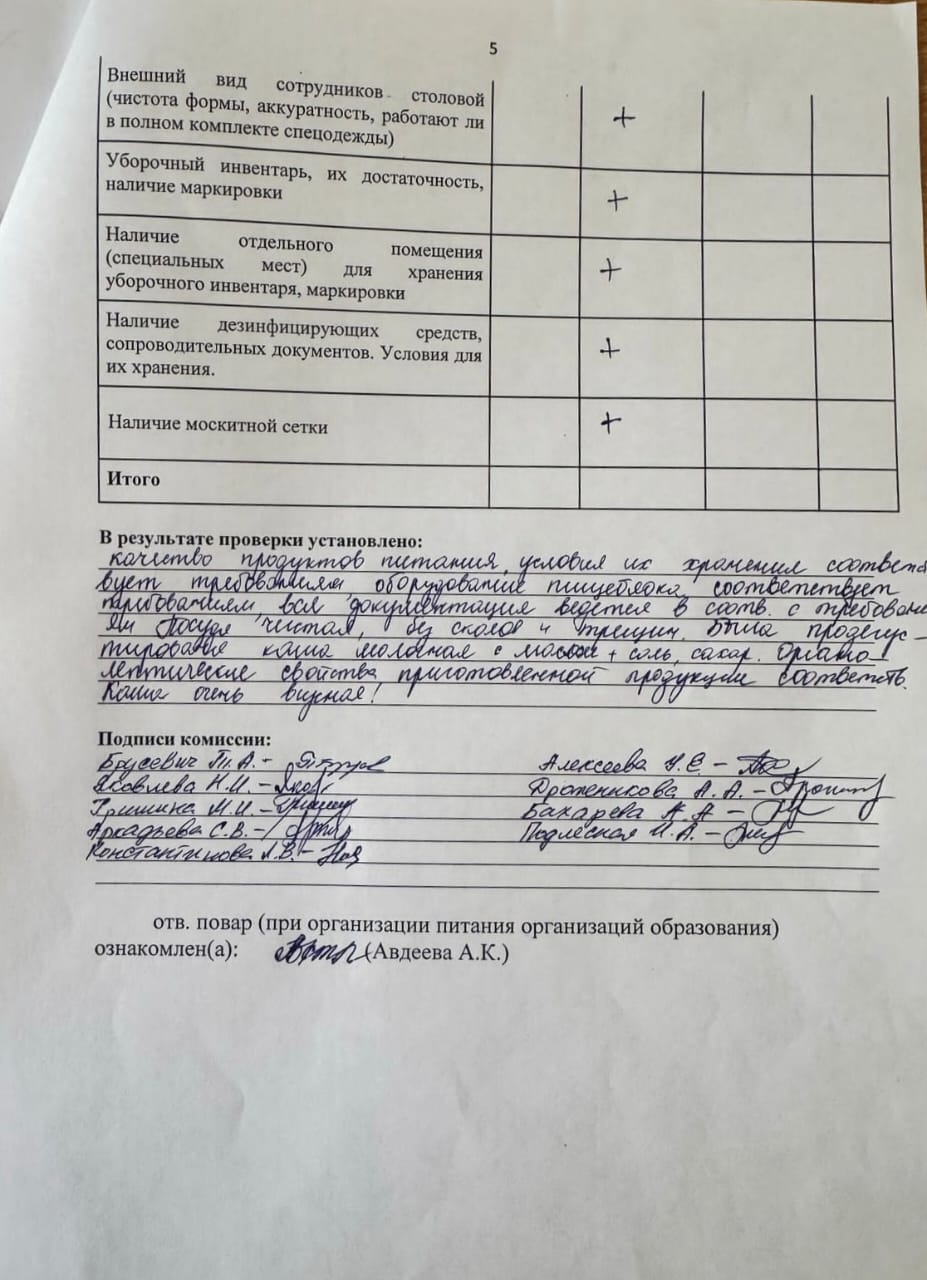 5
Внешний вид сотрудников столовой
(чистота формы, аккуратность, работают ли
в полном комплекте спецодежды)
+
Уборочный инвентарь, их достаточность,
наличие маркировки
+
Наличие отдельного помещения
(специальных мест) для хранения
уборочного инвентаря, маркировки
+
Наличие дезинфицирующих средств,
сопроводительных документов. Условия для
их хранения.
+
Наличие москитной сетки
+
Итого
В результате проверки установлено:
качество продуктов питания, условия их хранения соответст
вует требованиям, оборудование пищеблока соответствует
требованиям, вся документация ведется в соотв. с требован
ям Посуда чистая, без сколов и трещин. Была продегус-
тирована каша молочная с маслом + соль, сахар. Органо
лептические свойства приготовленной продукции соответств.
Каша очень вкусная!
Подписи комиссии:
Брусевич Т.А. - Алексеева Н.Е. -
Яковлева Н.И. - Дроженикова А.А. -
Гришина М.И. - Бахарева К.А -
Аркадьева С.В. - Подлесная И.А. -
Константинова Л.В. -
отв. повар (при организации питания организаций образования)
ознакомлен(а): (Авдеева А.К.)